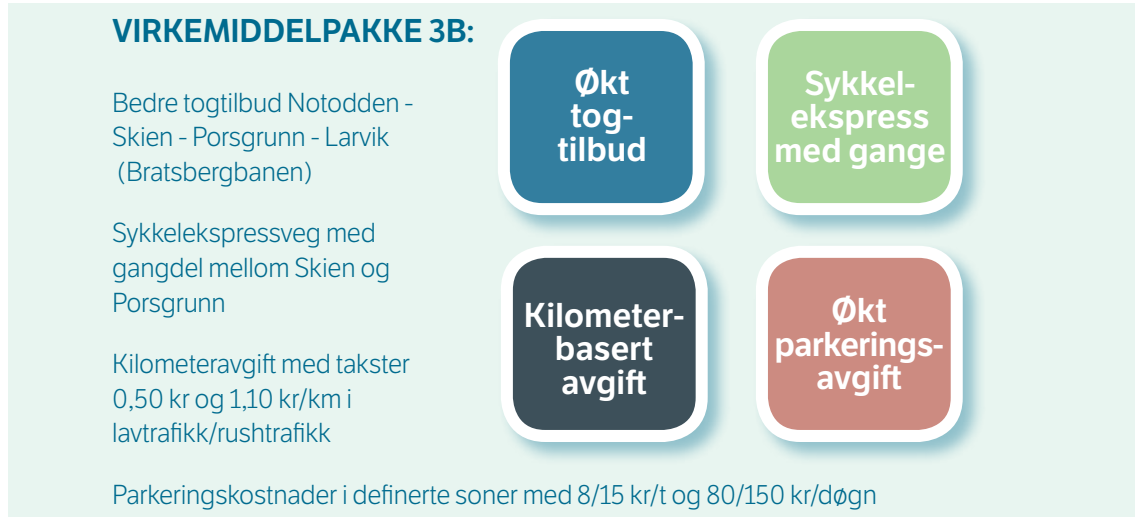 VIRKEMIDDELPAKKE 3B:
Bedre togtilbud Notodden -
Skien - Porsgrunn - Larvik
(Bratsbergbanen)
Sykkelekspressveg med
gangdel mellom Skien og
Porsgrunn
Kilometeravgift med takster
0,50 kr og 1,10 kr/km i
lavtrafikk/rushtrafikk
Parkeringskostnader i definerte soner med 8/15 kr/t og 80/150 kr/døgn
Økt
tog-
tilbud
Sykkel-
ekspress
med gange
Kilometer-
basert
avgift
Økt
parkerings-
avgift